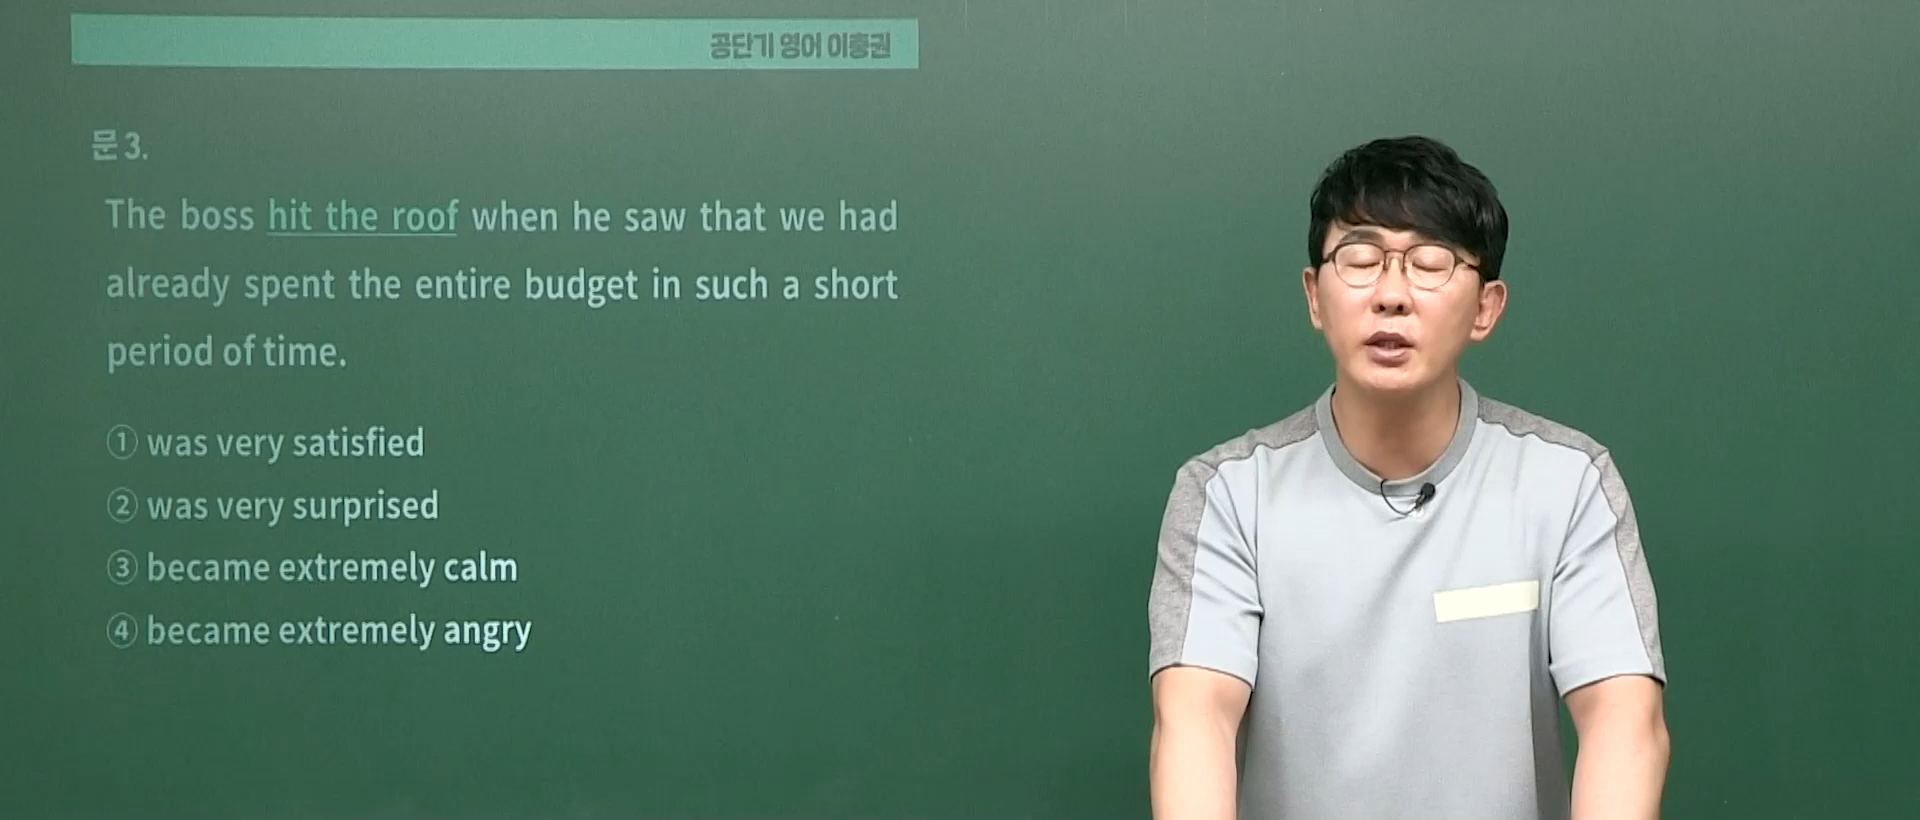 공단기 영어 이충권
문 3.
The boss hit the roof when he saw that we had
already spent the entire budget in such a short
period of time.
① was very satisfied
② was very surprised
③ became extremely calm
④ became extremely angry